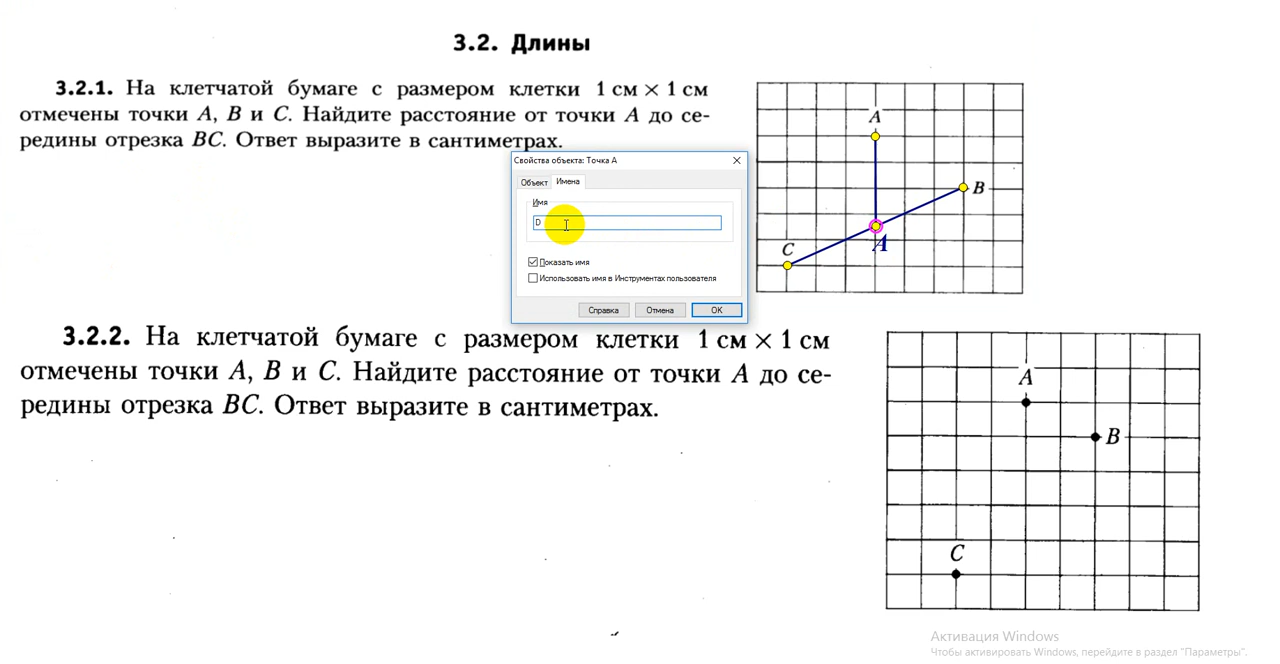 3.2. Длины
3.2.1. На клетчатой бумаге с размером клетки 1 см × 1 см
отмечены точки A, B и C. Найдите расстояние от точки A до се-
редины отрезка BC. Ответ выразите в сантиметрах.
A
B
C
A
Свойства объекта: Точка A
Объект
Имена
Имя
D
Показать имя
Использовать имя в Инструментах пользователя
Справка
Отмена
OK
3.2.2. На клетчатой бумаге с размером клетки 1 см × 1 см
отмечены точки A, B и C. Найдите расстояние от точки A до се-
редины отрезка BC. Ответ выразите в сантиметрах.
A
B
C
Активация Windows
Чтобы активировать Windows, перейдите в раздел "Параметры".